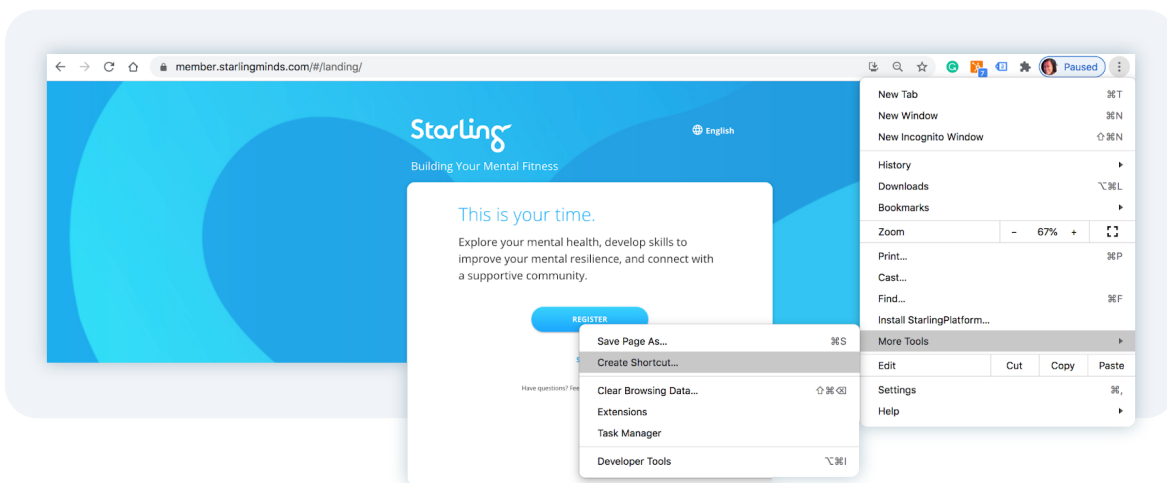 member.starlingminds.com/#/landing/
7
Paused
Starling
English
Building Your Mental Fitness
This is your time.
Explore your mental health, develop skills to
improve your mental resilience, and connect with
a supportive community.
REGISTER
Have questions?
New Tab ⌘T
New Window ⌘N
New Incognito Window ⇧⌘N
History
Downloads ⌥⌘L
Bookmarks
Zoom - 67% +
Print... ⌘P
Cast...
Find... ⌘F
Install StarlingPlatform...
More Tools
Edit Cut Copy Paste
Settings ⌘,
Help
Save Page As... ⌘S
Create Shortcut...
Clear Browsing Data... ⇧⌘⌫
Extensions
Task Manager
Developer Tools ⌥⌘I